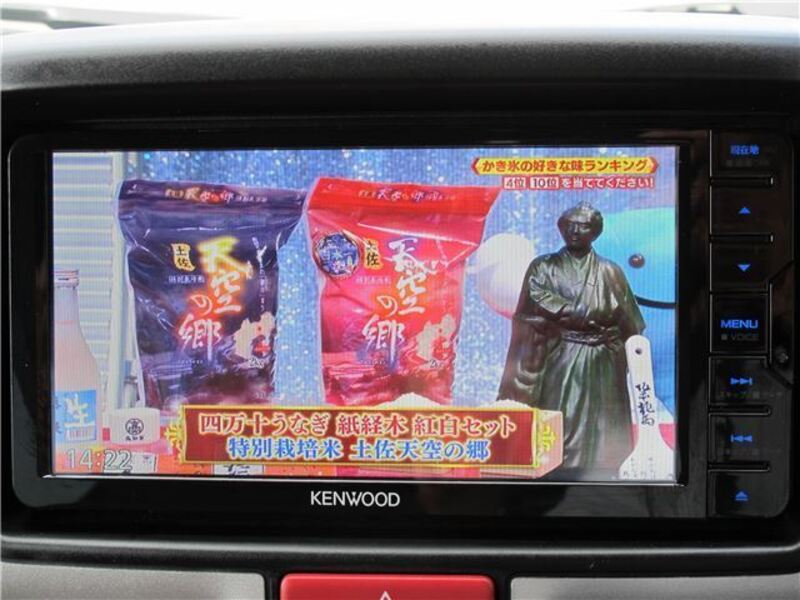 現在地
かき氷の好きな味ランキング
4位 10位 を当ててください!
土佐
天空の郷
土佐
天空の郷
2kg
生
四万十うなぎ 紙経木 紅白セット
特別栽培米 土佐天空の郷
14:22
MENU
VOICE
KENWOOD